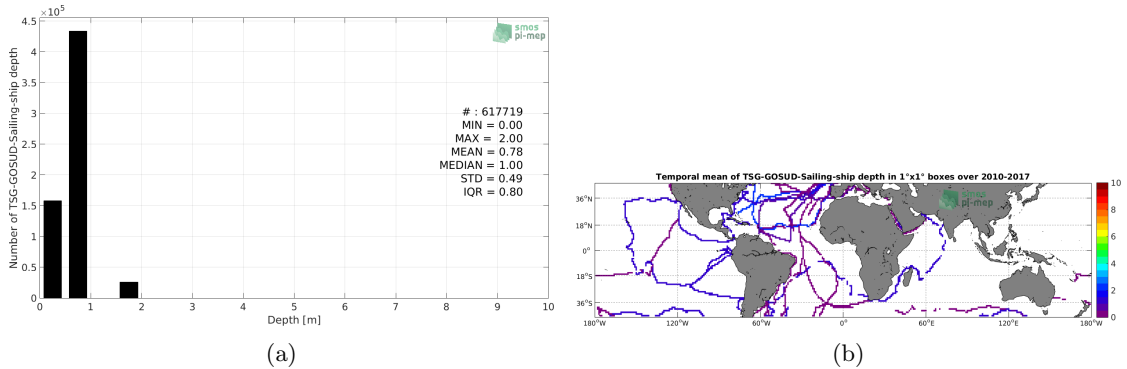 ×10⁵
smos
pi-mep
4.5
4
3.5
3
2.5
2
1.5
1
0.5
0
Number of TSG-GOSUD-Sailing-ship depth
# : 617719
MIN = 0.00
MAX = 2.00
MEAN = 0.78
MEDIAN = 1.00
STD = 0.49
IQR = 0.80
0 1 2 3 4 5 6 7 8 9 10
Depth [m]
(a)
Temporal mean of TSG-GOSUD-Sailing-ship depth in 1°x1° boxes over 2010-2017
smos
pi-mep
36°N
18°N
0°
18°S
36°S
180°W 120°W 60°W 0° 60°E 120°E 180°W
10
8
6
4
2
0
(b)